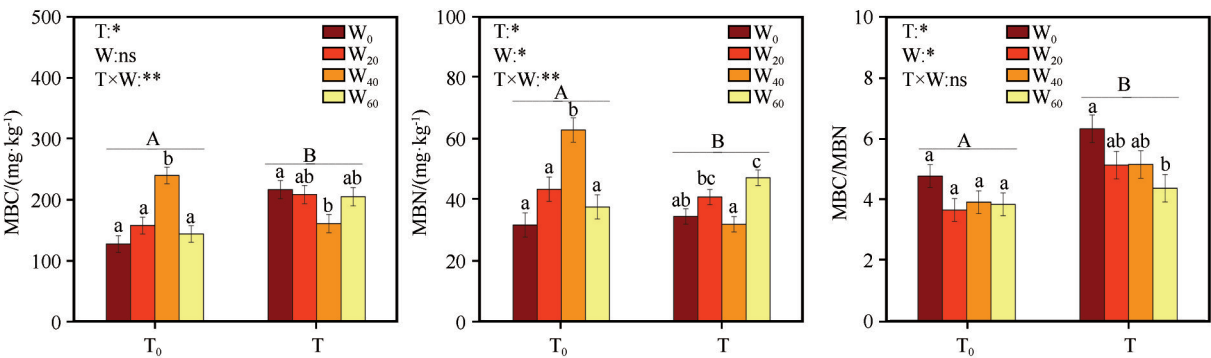 500
400
300
200
100
0
MBC/(mg·kg⁻¹)
T:*
W:ns
T×W:**
W₀
W₂₀
W₄₀
W₆₀
A
B
a
a
b
a
a
ab
b
ab
T₀
T
100
80
60
40
20
0
MBN/(mg·kg⁻¹)
T:*
W:*
T×W:**
W₀
W₂₀
W₄₀
W₆₀
A
B
a
a
b
a
ab
bc
a
c
T₀
T
10
8
6
4
2
0
MBC/MBN
T:*
W:*
T×W:ns
W₀
W₂₀
W₄₀
W₆₀
A
B
a
a
a
a
a
ab
ab
b
T₀
T